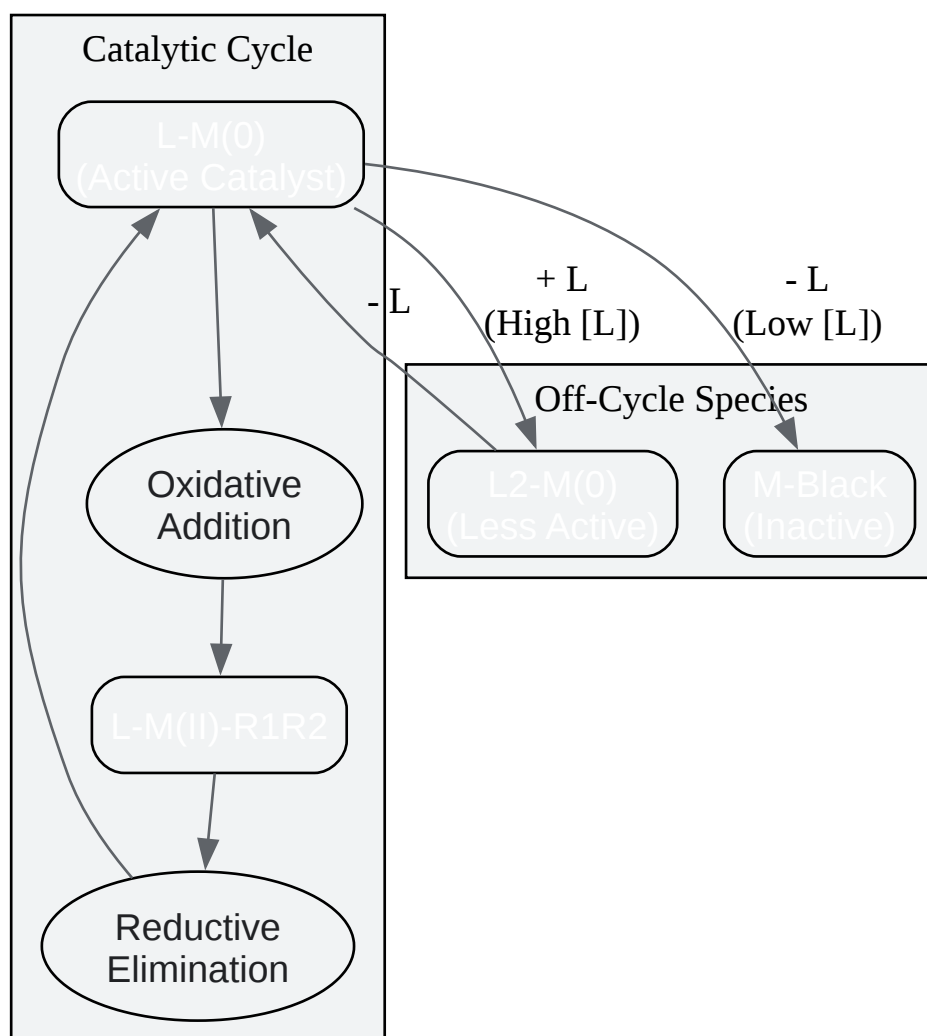 Catalytic Cycle
L-M(0)
(Active Catalyst)
- L
+ L
(High [L])
- L
(Low [L])
Off-Cycle Species
Oxidative
Addition
L2-M(0)
(Less Active)
M-Black
(Inactive)
L-M(II)-R1R2
Reductive
Elimination